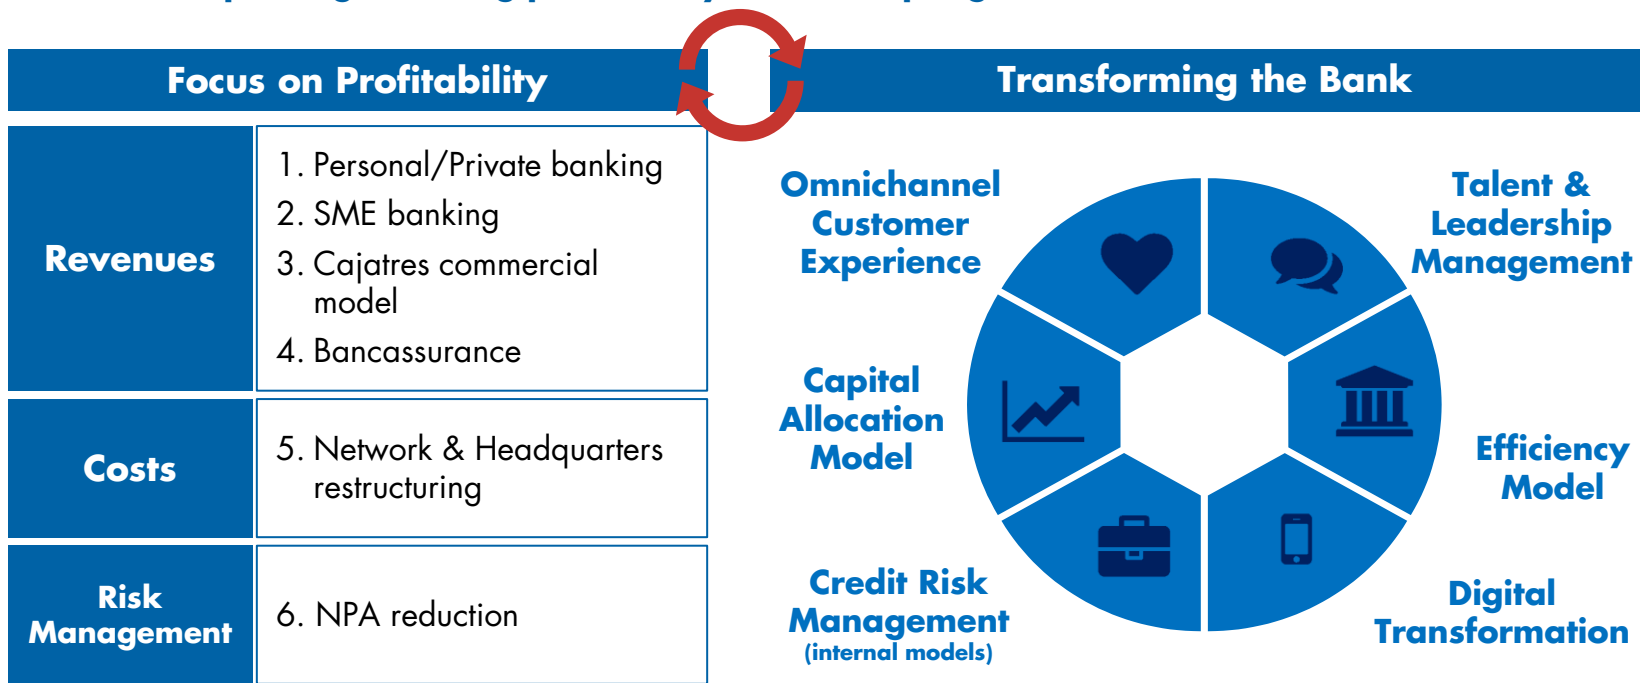 Focus on Profitability
Revenues
1. Personal/Private banking
2. SME banking
3. Cajatres commercial
model
4. Bancassurance
Costs
5. Network & Headquarters
restructuring
Risk
Management
6. NPA reduction
Transforming the Bank
Omnichannel
Customer
Experience
Talent &
Leadership
Management
Capital
Allocation
Model
Efficiency
Model
Credit Risk
Management
(internal models)
Digital
Transformation